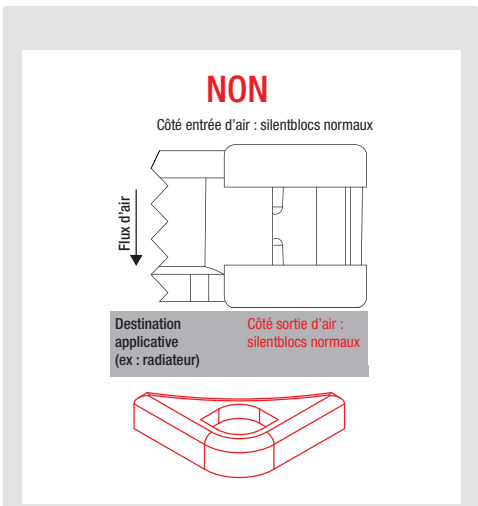 NON
Côté entrée d'air : silentblocs normaux
Flux d'air
Destination
applicative
(ex : radiateur)
Côté sortie d'air :
silentblocs normaux